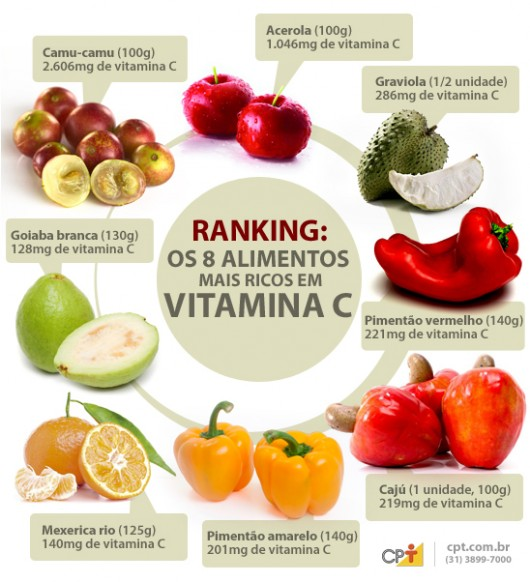 RANKING:
OS 8 ALIMENTOS
MAIS RICOS EM
VITAMINA C
Camu-camu (100g)
2.606mg de vitamina C
Acerola (100g)
1.046mg de vitamina C
Graviola (1/2 unidade)
286mg de vitamina C
Pimentão vermelho (140g)
221mg de vitamina C
Cajú (1 unidade, 100g)
219mg de vitamina C
Pimentão amarelo (140g)
201mg de vitamina C
Mexerica rio (125g)
140mg de vitamina C
Goiaba branca (130g)
128mg de vitamina C
CPT
cpt.com.br
(31) 3899-7000